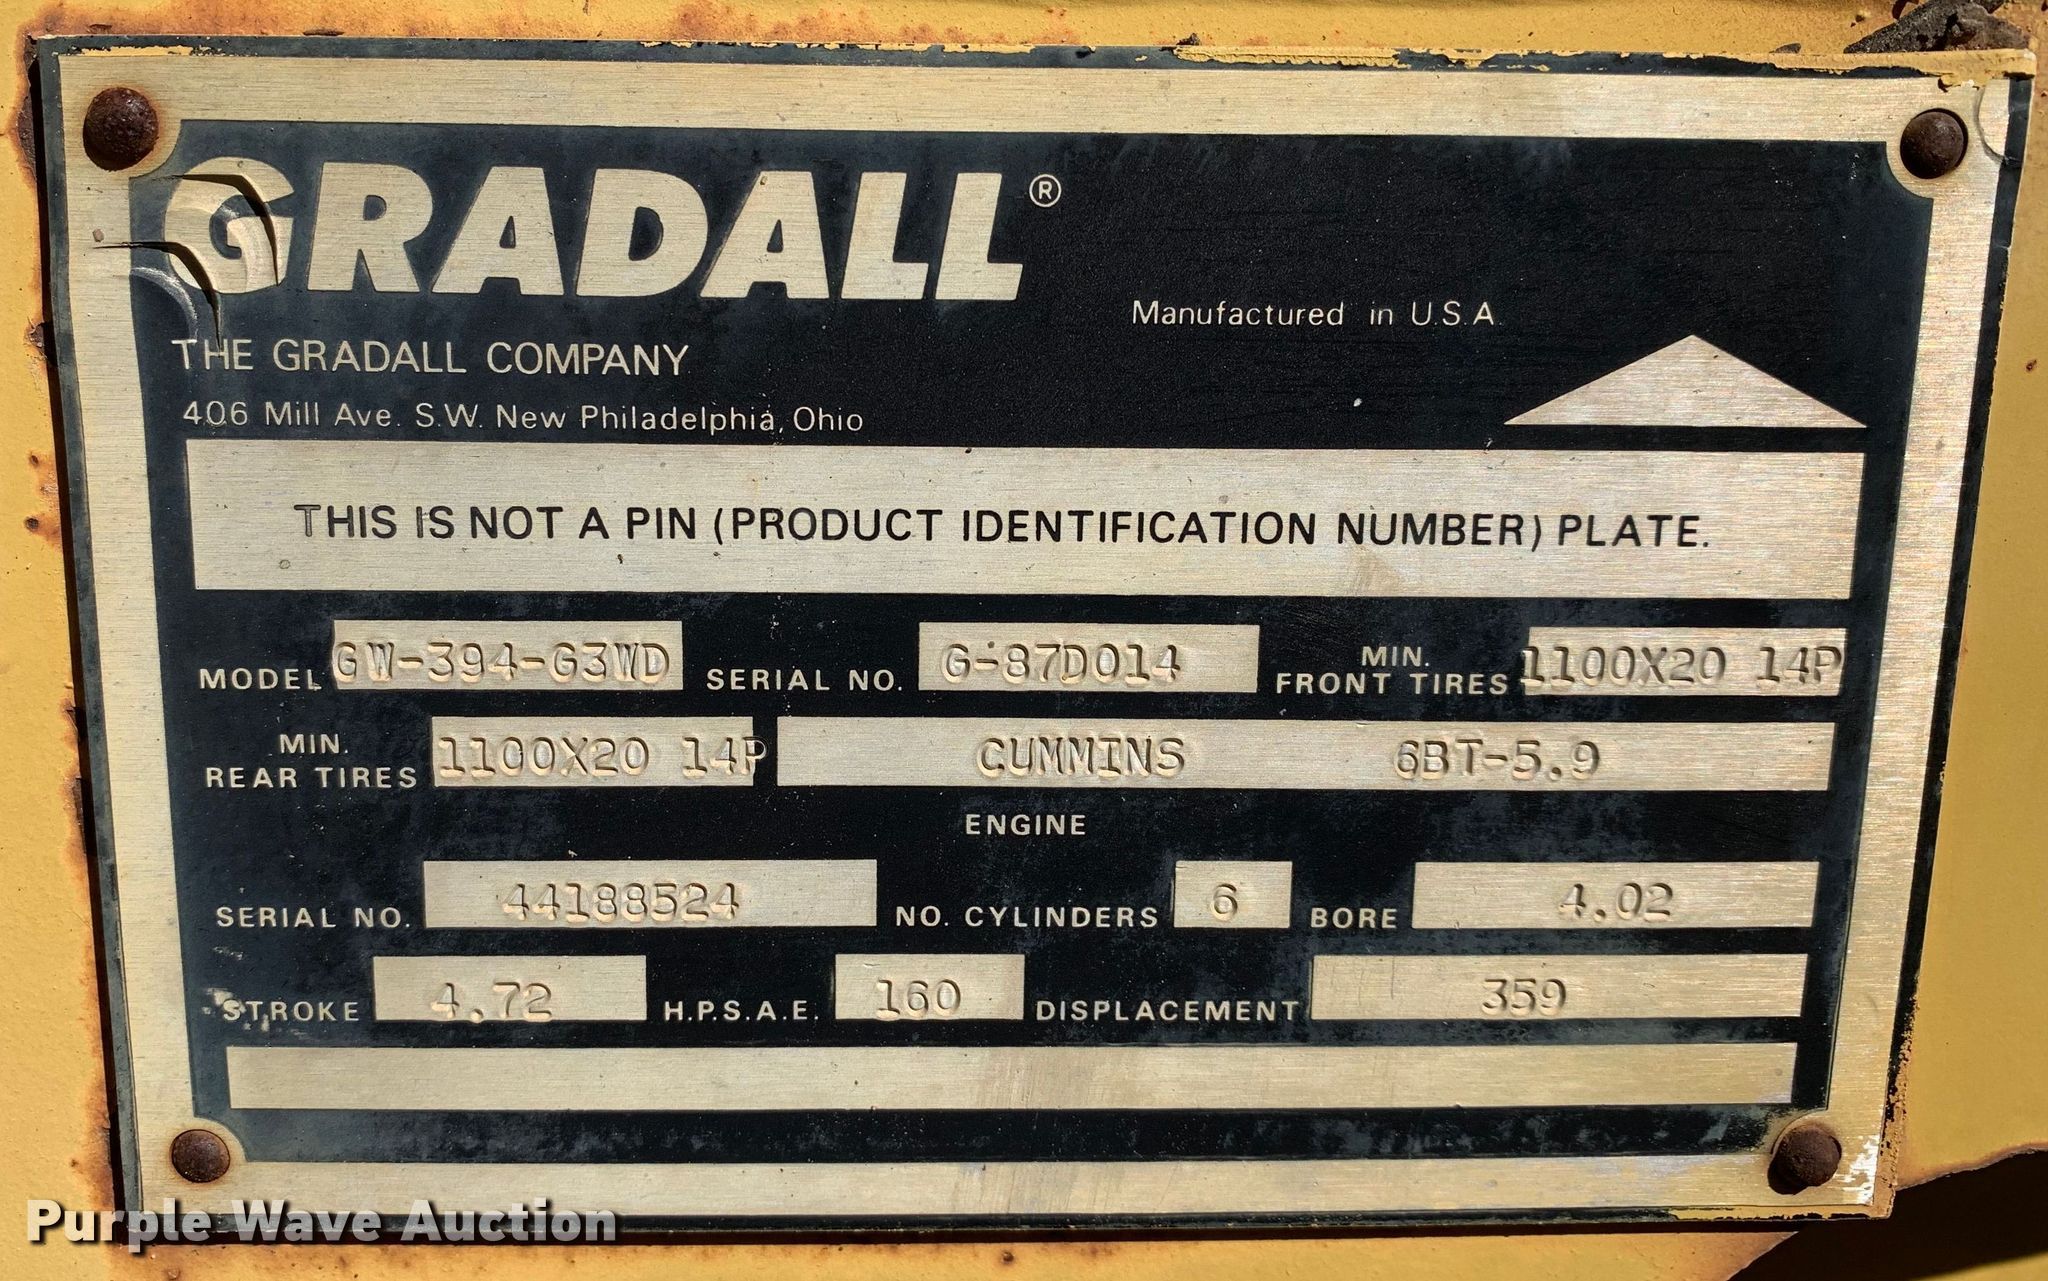 GRADALL®
Manufactured in U.S.A.
THE GRADALL COMPANY
406 Mill Ave. S.W. New Philadelphia, Ohio
THIS IS NOT A PIN (PRODUCT IDENTIFICATION NUMBER) PLATE.
MODEL GW-394-G3WD SERIAL NO. G-87D014 MIN. FRONT TIRES 1100X20 14P
MIN. REAR TIRES 1100X20 14P CUMMINS 6BT-5.9
ENGINE
SERIAL NO. 44188524 NO. CYLINDERS 6 BORE 4.02
STROKE 4.72 H.P.S.A.E. 160 DISPLACEMENT 359
Purple Wave Auction